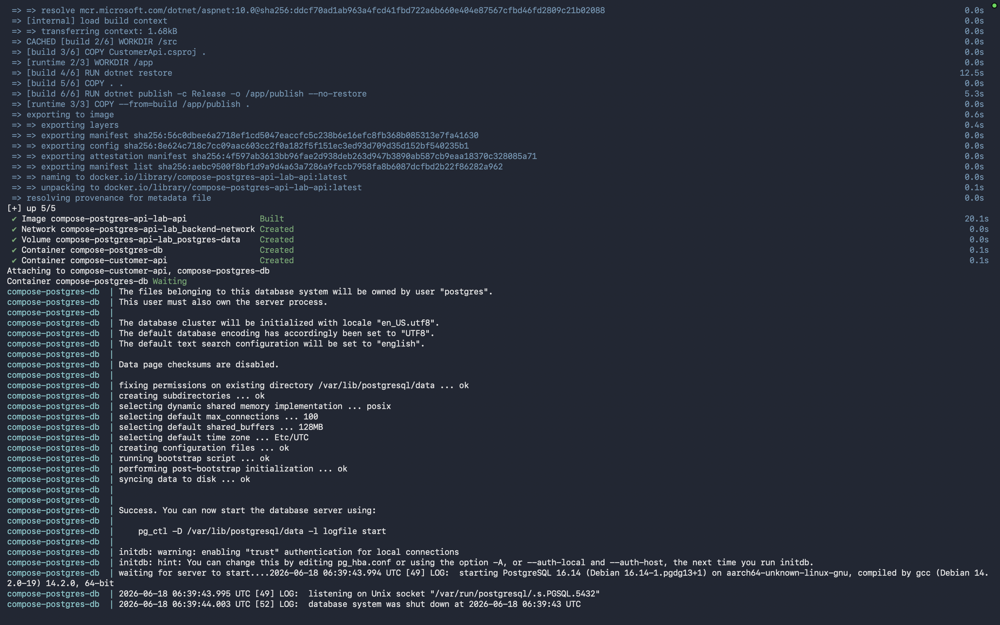 => => resolve mcr.microsoft.com/dotnet/aspnet:10.0@sha256:ddcf70ad1ab963a4fcd41fbd722a6b660e404e87567cfbd46fd2809c21b02088 0.0s
=> [internal] load build context 0.0s
=> => transferring context: 1.68kB 0.0s
=> CACHED [build 2/6] WORKDIR /src 0.0s
=> [build 3/6] COPY CustomerApi.csproj . 0.0s
=> [runtime 2/3] WORKDIR /app 0.0s
=> [build 4/6] RUN dotnet restore 12.5s
=> [build 5/6] COPY . . 0.0s
=> [build 6/6] RUN dotnet publish -c Release -o /app/publish --no-restore 5.3s
=> [runtime 3/3] COPY --from=build /app/publish . 0.0s
=> exporting to image 0.6s
=> => exporting layers 0.4s
=> => exporting manifest sha256:56c0dbee6a2718ef1cd5047eaccfc5c238b6e16efc8fb368b085313e7fa41630 0.0s
=> => exporting config sha256:8e624c718c7cc09aac603cc2f0a182f5f151ec3ed93d709d35d152bf540235b1 0.0s
=> => exporting attestation manifest sha256:4f597ab3613bb96fae2d938deb263d947b3890ab587cb9eaa18370c328085a71 0.0s
=> => exporting manifest list sha256:aebc9500f8bf1d9a9d4a63a7286a9fccb7958fa8b6087dcfbd2b22f86282a962 0.0s
=> => naming to docker.io/library/compose-postgres-api-lab-api:latest 0.0s
=> => unpacking to docker.io/library/compose-postgres-api-lab-api:latest 0.1s
=> resolving provenance for metadata file 0.0s
[+] up 5/5
✔ Image compose-postgres-api-lab-api Built 20.1s
✔ Network compose-postgres-api-lab_backend-network Created 0.0s
✔ Volume compose-postgres-api-lab_postgres-data Created 0.0s
✔ Container compose-postgres-db Created 0.1s
✔ Container compose-customer-api Created 0.1s
Attaching to compose-customer-api, compose-postgres-db
Container compose-postgres-db Waiting
compose-postgres-db | The files belonging to this database system will be owned by user "postgres".
compose-postgres-db | This user must also own the server process.
compose-postgres-db |
compose-postgres-db | The database cluster will be initialized with locale "en_US.utf8".
compose-postgres-db | The default database encoding has accordingly been set to "UTF8".
compose-postgres-db | The default text search configuration will be set to "english".
compose-postgres-db |
compose-postgres-db | Data page checksums are disabled.
compose-postgres-db |
compose-postgres-db | fixing permissions on existing directory /var/lib/postgresql/data ... ok
compose-postgres-db | creating subdirectories ... ok
compose-postgres-db | selecting dynamic shared memory implementation ... posix
compose-postgres-db | selecting default max_connections ... 100
compose-postgres-db | selecting default shared_buffers ... 128MB
compose-postgres-db | selecting default time zone ... Etc/UTC
compose-postgres-db | creating configuration files ... ok
compose-postgres-db | running bootstrap script ... ok
compose-postgres-db | performing post-bootstrap initialization ... ok
compose-postgres-db | syncing data to disk ... ok
compose-postgres-db |
compose-postgres-db |
compose-postgres-db | Success. You can now start the database server using:
compose-postgres-db |
compose-postgres-db |     pg_ctl -D /var/lib/postgresql/data -l logfile start
compose-postgres-db |
compose-postgres-db | initdb: warning: enabling "trust" authentication for local connections
compose-postgres-db | initdb: hint: You can change this by editing pg_hba.conf or using the option -A, or --auth-local and --auth-host, the next time you run initdb.
compose-postgres-db | waiting for server to start....2026-06-18 06:39:43.994 UTC [49] LOG:  starting PostgreSQL 16.14 (Debian 16.14-1.pgdg13+1) on aarch64-unknown-linux-gnu, compiled by gcc (Debian 14.
2.0-19) 14.2.0, 64-bit
compose-postgres-db | 2026-06-18 06:39:43.995 UTC [49] LOG:  listening on Unix socket "/var/run/postgresql/.s.PGSQL.5432"
compose-postgres-db | 2026-06-18 06:39:44.003 UTC [52] LOG:  database system was shut down at 2026-06-18 06:39:43 UTC